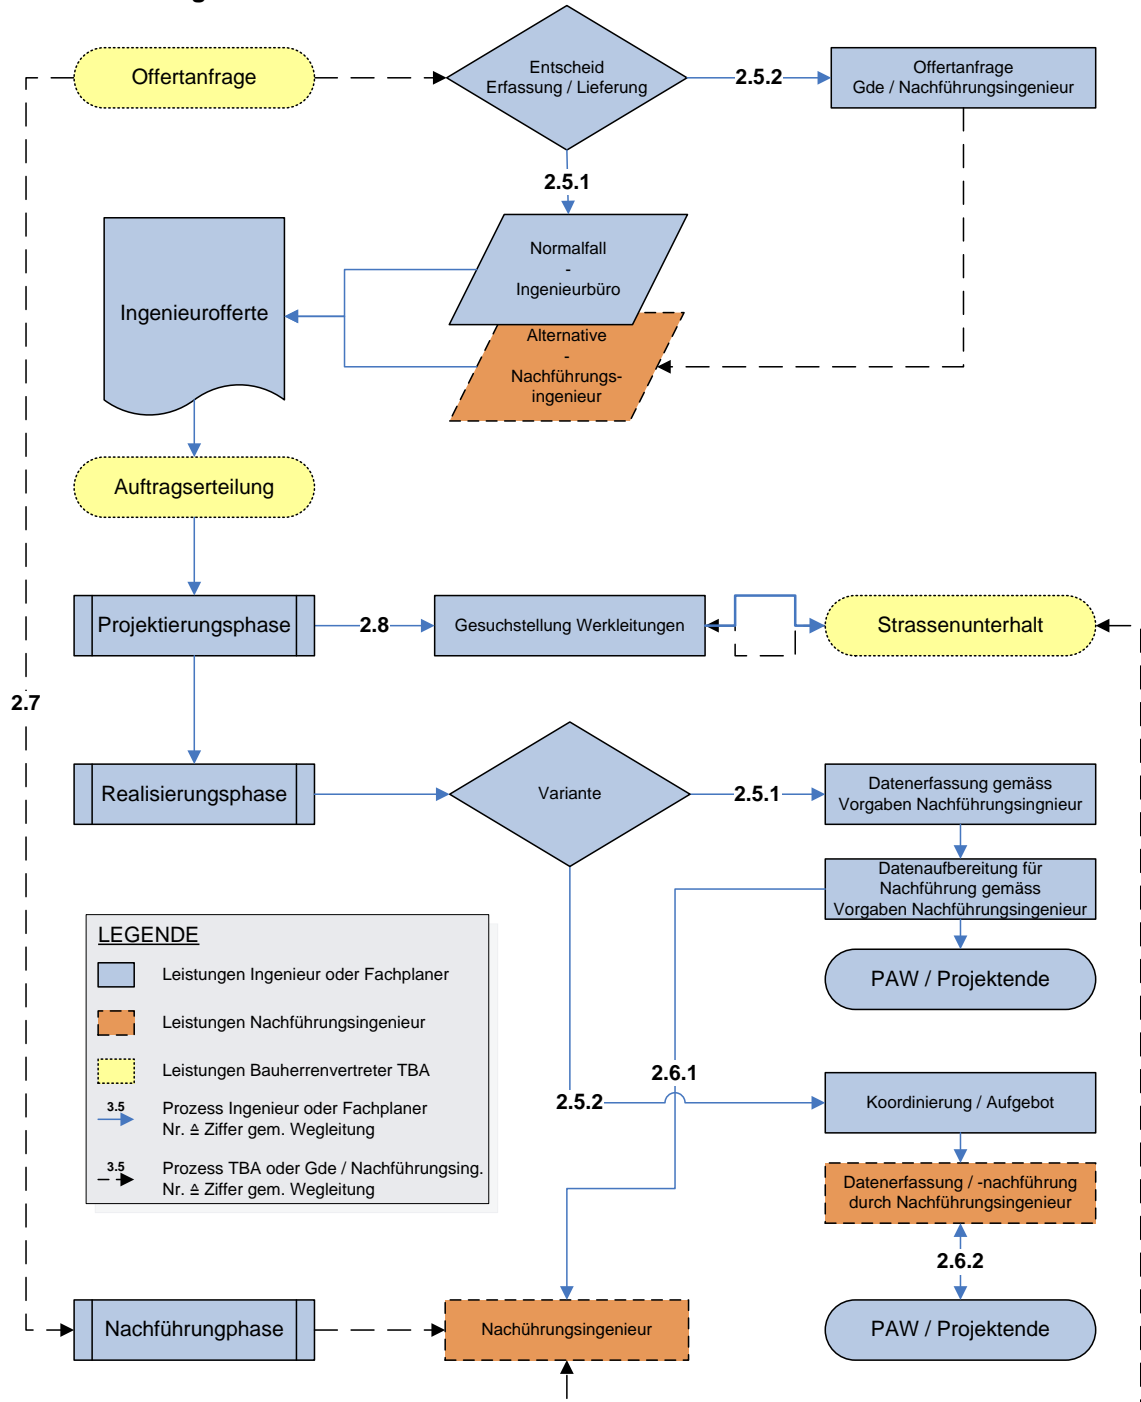 Offertanfrage
Entscheid
Erfassung / Lieferung
2.5.2
Offertanfrage
Gde / Nachführungsingenieur
2.5.1
Normalfall
-
Ingenieurbüro
Ingenieurofferte
Alternative
-
Nachführungs-
ingenieur
Auftragserteilung
Projektierungsphase
2.8
Gesuchstellung Werkleitungen
Strassenunterhalt
2.7
Realisierungsphase
Variante
2.5.1
Datenerfassung gemäss
Vorgaben Nachführungsingnieur
Datenaufbereitung für
Nachführung gemäss
Vorgaben Nachführungsingenieur
PAW / Projektende
LEGENDE
Leistungen Ingenieur oder Fachplaner
Leistungen Nachführungsingenieur
Leistungen Bauherrenvertreter TBA
3.5
Prozess Ingenieur oder Fachplaner
Nr. ≙ Ziffer gem. Wegleitung
3.5
Prozess TBA oder Gde / Nachführungsing.
Nr. ≙ Ziffer gem. Wegleitung
2.6.1
2.5.2
Koordinierung / Aufgebot
Datenerfassung / -nachführung
durch Nachführungsingenieur
2.6.2
Nachführungphase
Nachührungsingenieur
PAW / Projektende